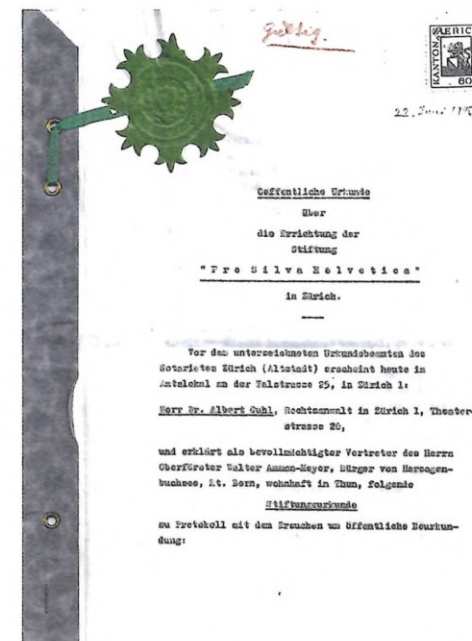 Gültig.
KANTON ZUERICH
60
22. Juni
Oeffentliche Urkunde
über
die Errichtung der
Stiftung
"Pro Silva Helvetica"
in Zürich.
Vor dem unterzeichneten Urkundsbeamten des
Notariates Zürich (Altstadt) erscheint heute im
Amtslokal an der Talstrasse 25, in Zürich 1:
Herr Dr. Albert Guhl, Rechtsanwalt in Zürich 1, Theater-
strasse 20,
und erklärt als bevollmächtigter Vertreter des Herrn
Oberförster Walter Ammon-Meyer, Bürger von Herzogen-
buchsee, Kt. Bern, wohnhaft in Thun, folgende
Stiftungsurkunde
zu Protokoll mit dem Ersuchen um öffentliche Beurkun-
dung: